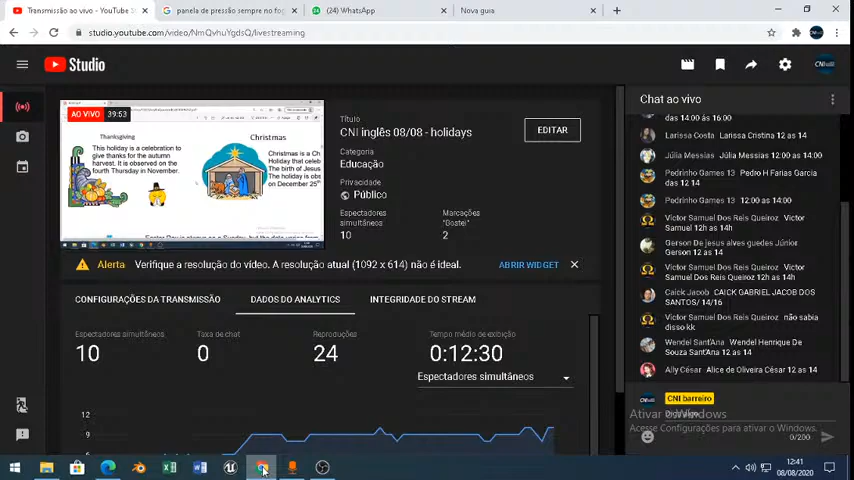 Transmissão ao vivo - YouTube S
panela de pressão sempre no fog
(24) WhatsApp
Nova guia
studio.youtube.com/video/NmQvhuYgdsQ/livestreaming
Studio
CNI
AO VIVO 39:53
Thanksgiving
This holiday is a celebration to
give thanks for the autumn
harvest. It is observed on the
fourth Thursday in November.
Christmas
Christmas is a Ch
Holiday that celeb
The birth of Jesus
The holiday is obs
on December 25th
Título
CNI inglês 08/08 - holidays
EDITAR
Categoria
Educação
Privacidade
Público
Espectadores
simultâneos
10
Marcações
"Gostei"
2
Alerta Verifique a resolução do vídeo. A resolução atual (1092 x 614) não é ideal.
ABRIR WIDGET
CONFIGURAÇÕES DA TRANSMISSÃO
DADOS DO ANALYTICS
INTEGRIDADE DO STREAM
Espectadores simultâneos
10
Taxa de chat
0
Reproduções
24
Tempo médio de exibição
0:12:30
Espectadores simultâneos
12
9
Chat ao vivo
das 14:00 ás 16:00
Larissa Costa Larissa Cristina 12 as 14
Júlia Messias Júlia Messias 12:00 as 14:00
Pedrinho Games 13 Pedro H Farias Garcia
das 12 14
Pedrinho Games 13 12:00 as 14:00
Victor Samuel Dos Reis Queiroz Victor
Samuel 12h as 14h
Gerson De jesus alves guedes Júnior
Gerson 12 as 14
Victor Samuel Dos Reis Queiroz 12h as 14h
Caick Jacob CAICK GABRIEL JACOB DOS
SANTOS/ 14/16
Victor Samuel Dos Reis Queiroz não sabia
disso kk
Wendel Sant'Ana Wendel Henrique De
Souza Sant'Ana 12 as 14
Ally César Alice de Oliveira César 12 as 14
CNI barreiro
Ativar o Windows
Acesse Configurações para ativar o Windows.
0/200
12:41
08/08/2020